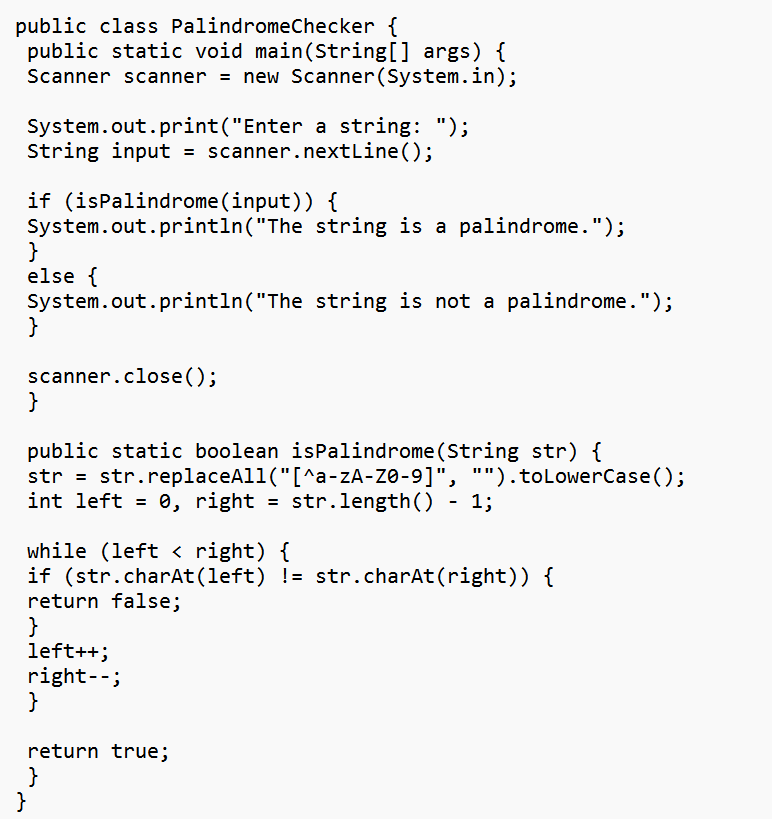 public class PalindromeChecker {
 public static void main(String[] args) {
 Scanner scanner = new Scanner(System.in);

 System.out.print("Enter a string: ");
 String input = scanner.nextLine();

 if (isPalindrome(input)) {
 System.out.println("The string is a palindrome.");
 }
 else {
 System.out.println("The string is not a palindrome.");
 }

 scanner.close();
 }

 public static boolean isPalindrome(String str) {
 str = str.replaceAll("[^a-zA-Z0-9]", "").toLowerCase();
 int left = 0, right = str.length() - 1;

 while (left < right) {
 if (str.charAt(left) != str.charAt(right)) {
 return false;
 }
 left++;
 right--;
 }

 return true;
 }
}